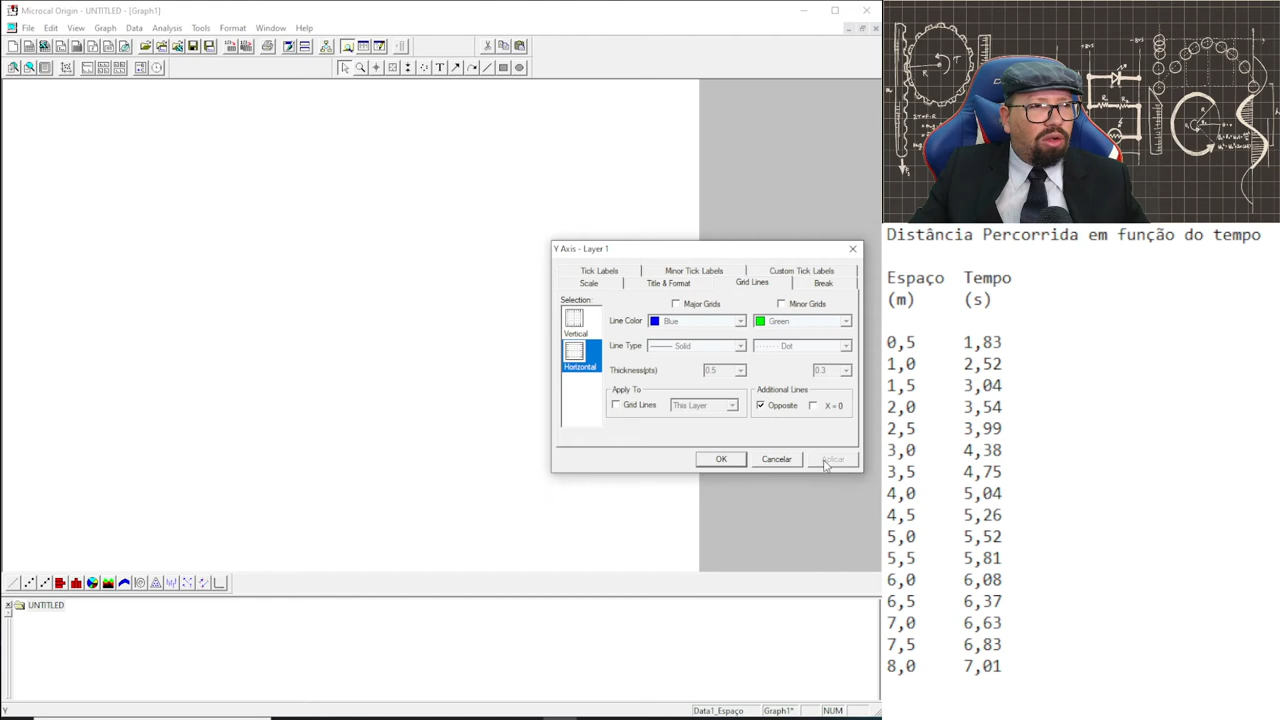 Microcal Origin - UNTITLED - [Graph1]
File Edit View Graph Data Analysis Tools Format Window Help
Y Axis - Layer 1
Tick Labels Minor Tick Labels Custom Tick Labels
Scale Title & Format Grid Lines Break
Selection:
Vertical
Horizontal
Major Grids Minor Grids
Line Color Blue Green
Line Type Solid Dot
Thickness(pts) 0.5 0.3
Apply To
Grid Lines This Layer
Additional Lines
Opposite X = 0
OK Cancelar Aplicar
UNTITLED
Y Data1_Espaço Graph1* NUM
Distância Percorrida em função do tempo
Espaço Tempo
(m) (s)
0,5 1,83
1,0 2,52
1,5 3,04
2,0 3,54
2,5 3,99
3,0 4,38
3,5 4,75
4,0 5,04
4,5 5,26
5,0 5,52
5,5 5,81
6,0 6,08
6,5 6,37
7,0 6,63
7,5 6,83
8,0 7,01